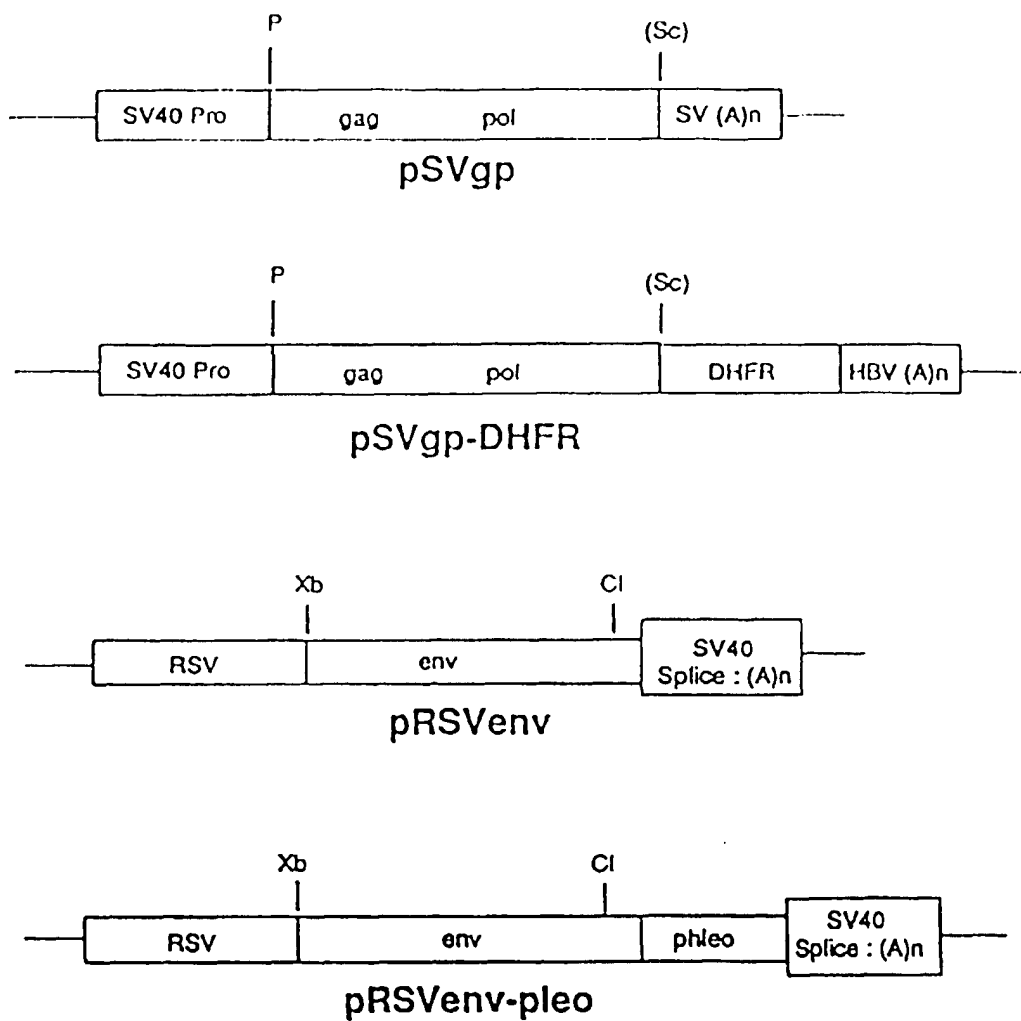 P (Sc)
SV40 Pro gag pol SV (A)n
pSVgp
P (Sc)
SV40 Pro gag pol DHFR HBV (A)n
pSVgp-DHFR
Xb Cl
RSV env SV40
Splice : (A)n
pRSVenv
Xb Cl
RSV env phleo SV40
Splice : (A)n
pRSVenv-pleo